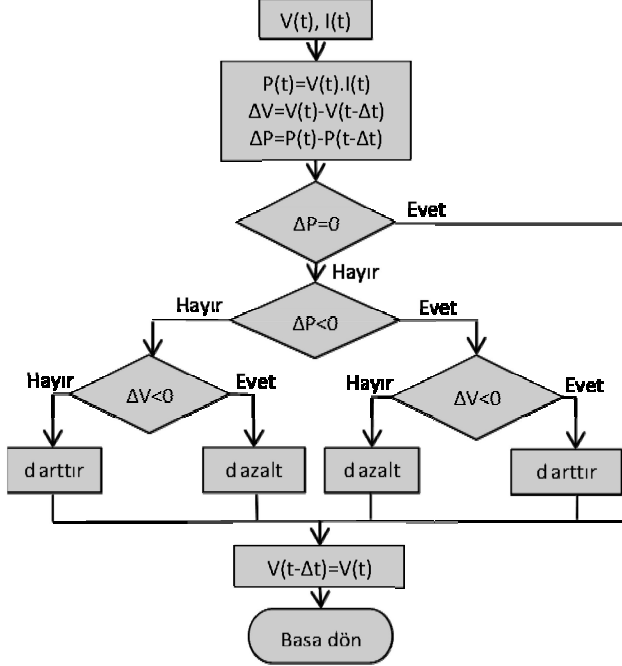 V(t), I(t)
P(t)=V(t).I(t)
ΔV=V(t)-V(t-Δt)
ΔP=P(t)-P(t-Δt)
ΔP=0
Evet
Hayır
Hayır
ΔP<0
Evet
Hayır
ΔV<0
Evet
Hayır
ΔV<0
Evet
d arttır
d azalt
d azalt
d arttır
V(t-Δt)=V(t)
Basa dön